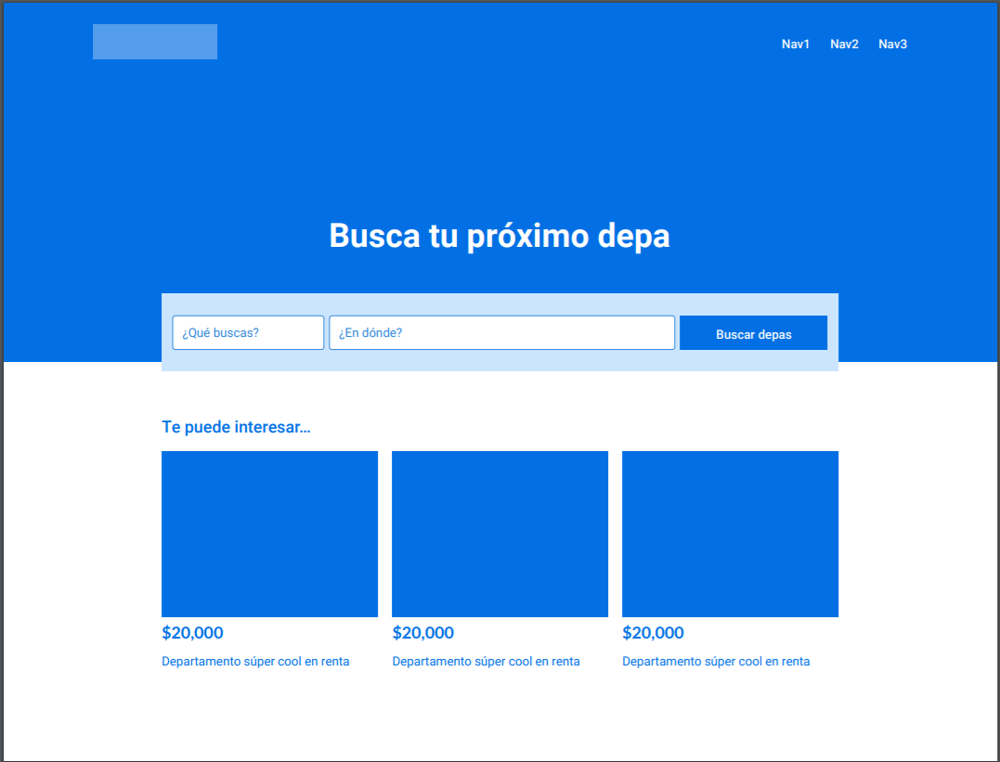 Nav1 Nav2 Nav3
Busca tu próximo depa
¿Qué buscas? ¿En dónde? Buscar depas
Te puede interesar...
$20,000 $20,000 $20,000
Departamento súper cool en renta Departamento súper cool en renta Departamento súper cool en renta